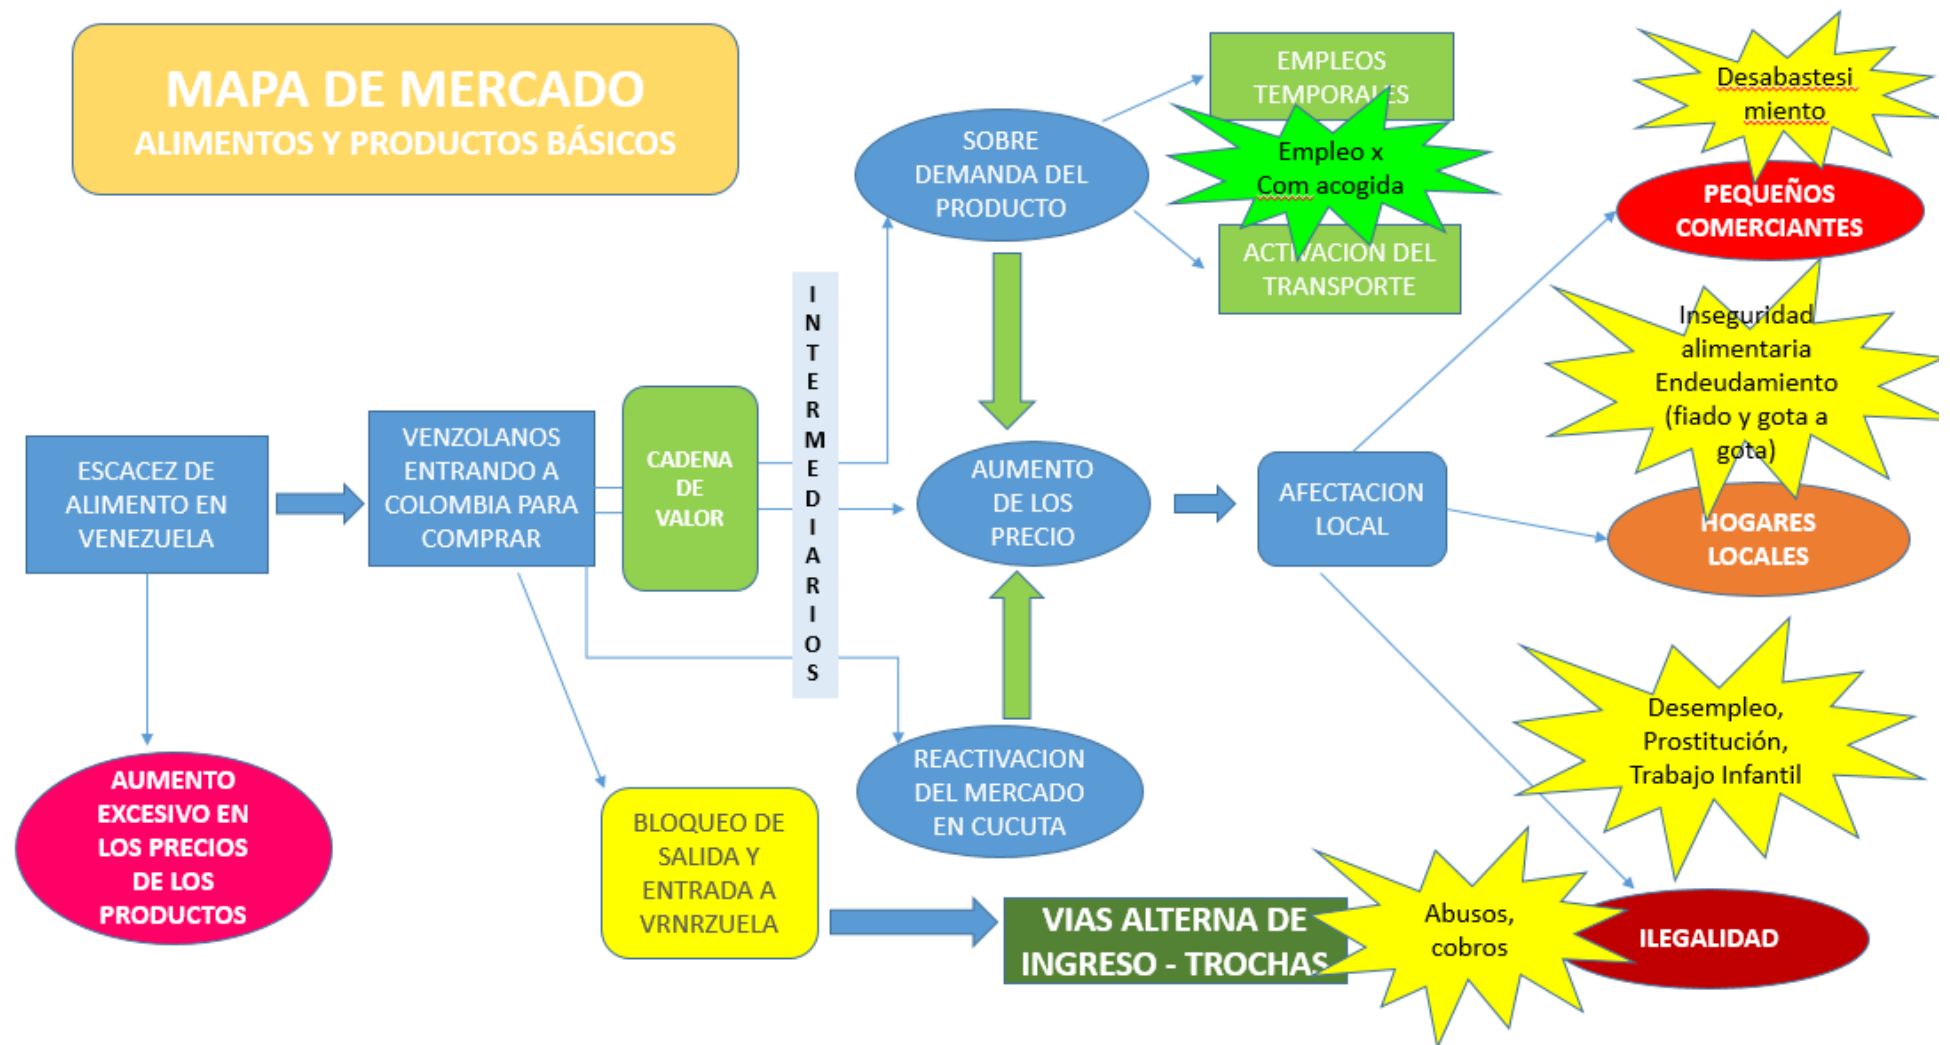 MAPA DE MERCADO
ALIMENTOS Y PRODUCTOS BÁSICOS
ESCACEZ DE
ALIMENTO EN
VENEZUELA
AUMENTO
EXCESIVO EN
LOS PRECIOS
DE LOS
PRODUCTOS
VENZOLANOS
ENTRANDO A
COLOMBIA PARA
COMPRAR
CADENA
DE
VALOR
I
N
T
E
R
M
E
D
I
A
R
I
O
S
BLOQUEO DE
SALIDA Y
ENTRADA A
VRNRZUELA
SOBRE
DEMANDA DEL
PRODUCTO
AUMENTO
DE LOS
PRECIO
REACTIVACION
DEL MERCADO
EN CUCUTA
EMPLEOS
TEMPORALES
Empleo x
Com acogida
ACTIVACION DEL
TRANSPORTE
AFECTACION
LOCAL
VIAS ALTERNA DE
INGRESO - TROCHAS
Desabastesi
miento
PEQUEÑOS
COMERCIANTES
Inseguridad
alimentaria
Endeudamiento
(fiado y gota a
gota)
HOGARES
LOCALES
Desempleo,
Prostitución,
Trabajo Infantil
Abusos,
cobros
ILEGALIDAD